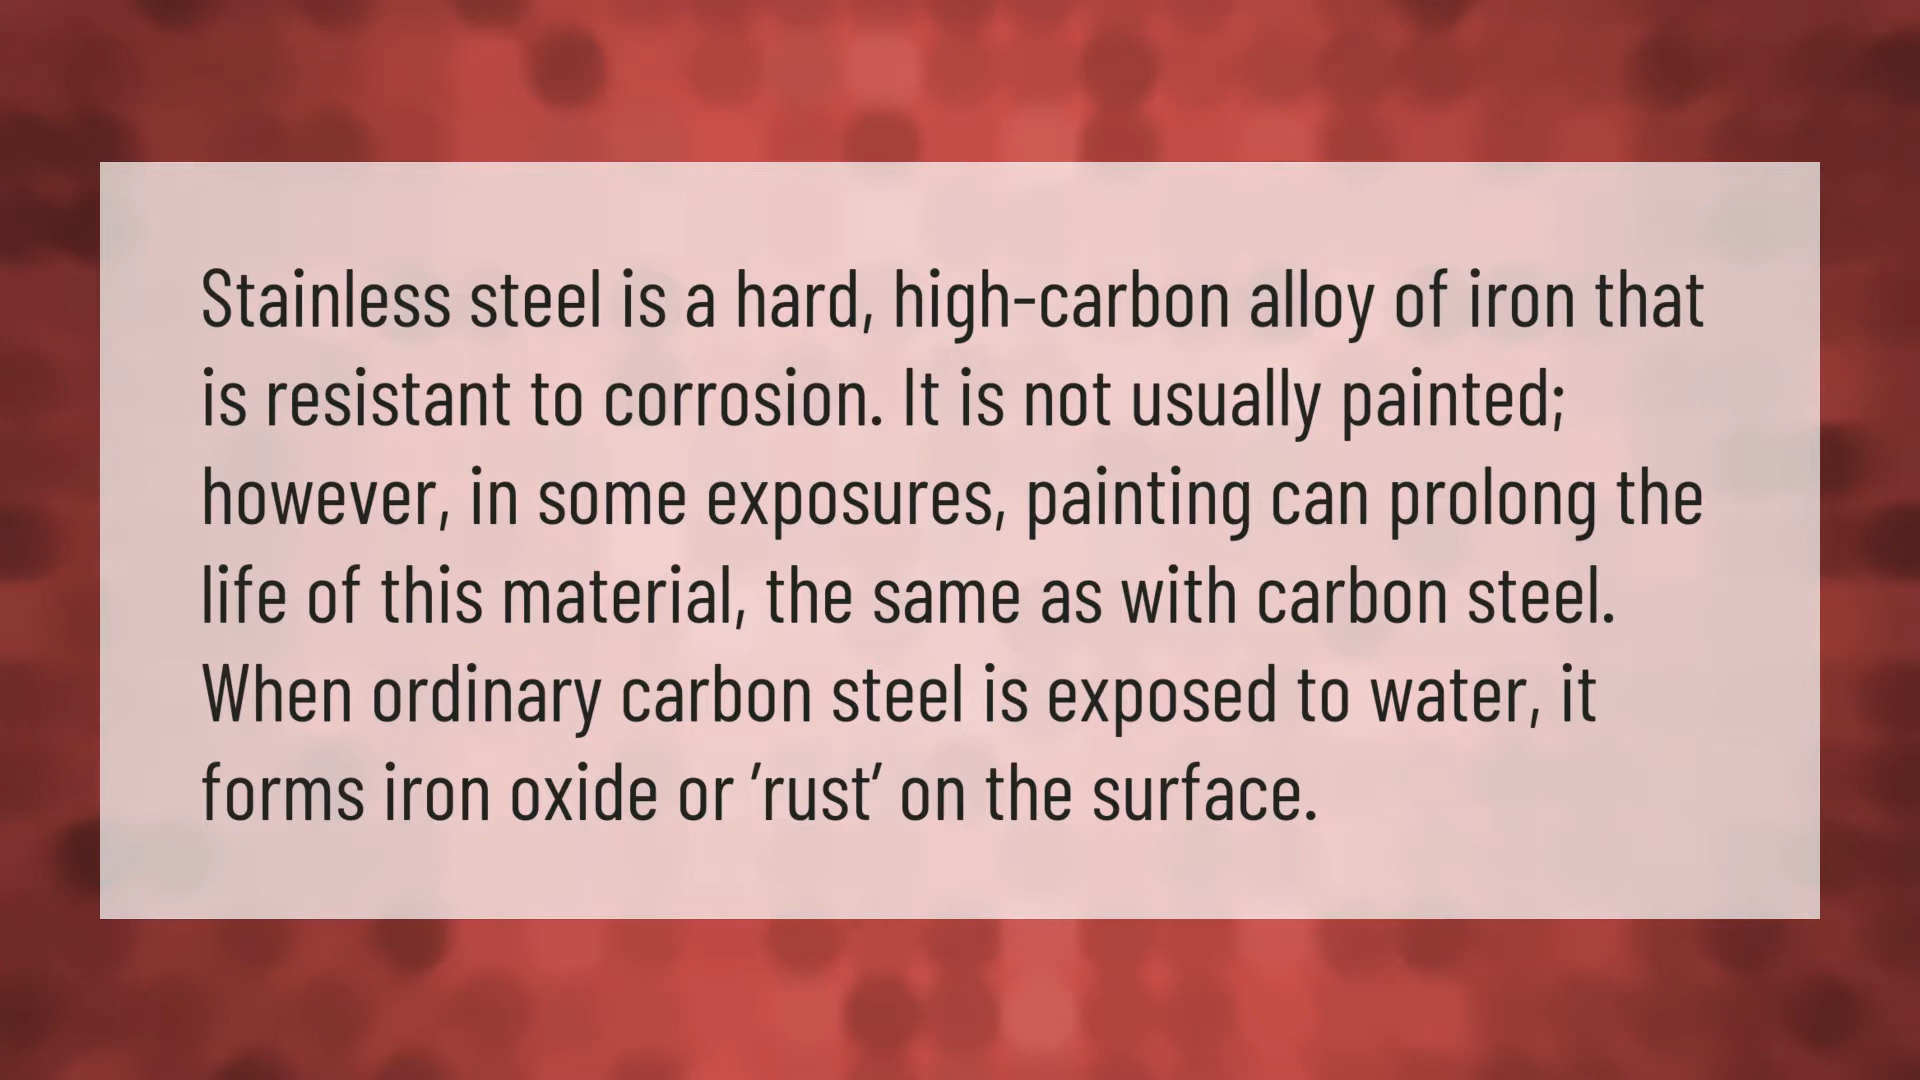 Stainless steel is a hard, high-carbon alloy of iron that
is resistant to corrosion. It is not usually painted;
however, in some exposures, painting can prolong the
life of this material, the same as with carbon steel.
When ordinary carbon steel is exposed to water, it
forms iron oxide or 'rust' on the surface.